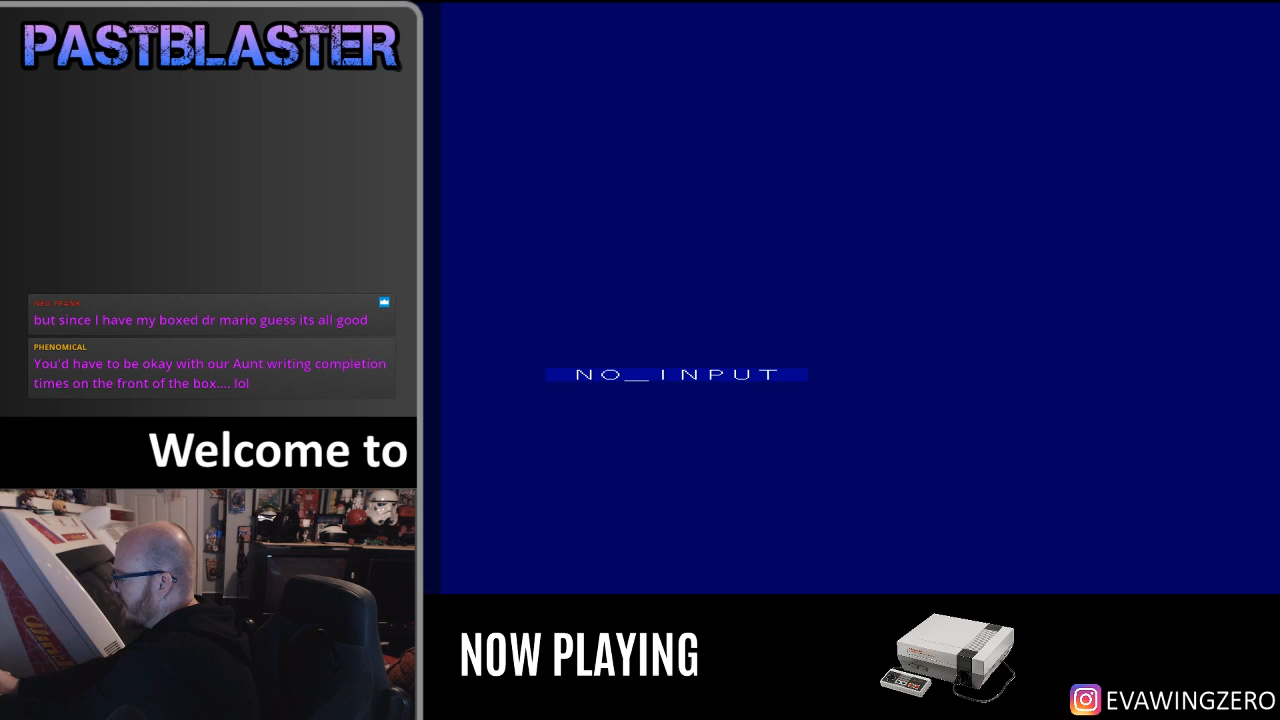 PASTBLASTER
NEO_FRANK
but since I have my boxed dr mario guess its all good
PHENOMICAL
You'd have to be okay with our Aunt writing completion
times on the front of the box.... lol
Welcome to
NO_INPUT
NOW PLAYING
EVAWINGZERO